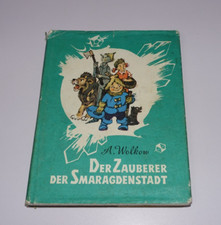 A. Wolkow
DER ZAUBERER
DER SMARAGDENSTADT